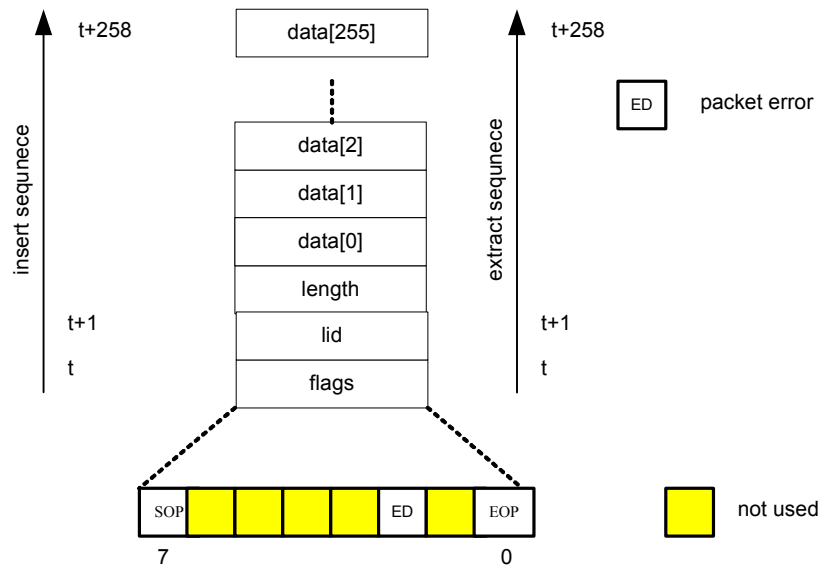 t+258
data[255]
t+258
ED
packet error
data[2]
insert sequnece
data[1]
extract sequnece
data[0]
length
t+1
lid
t+1
t
flags
t
SOP
ED
EOP
not used
7
0